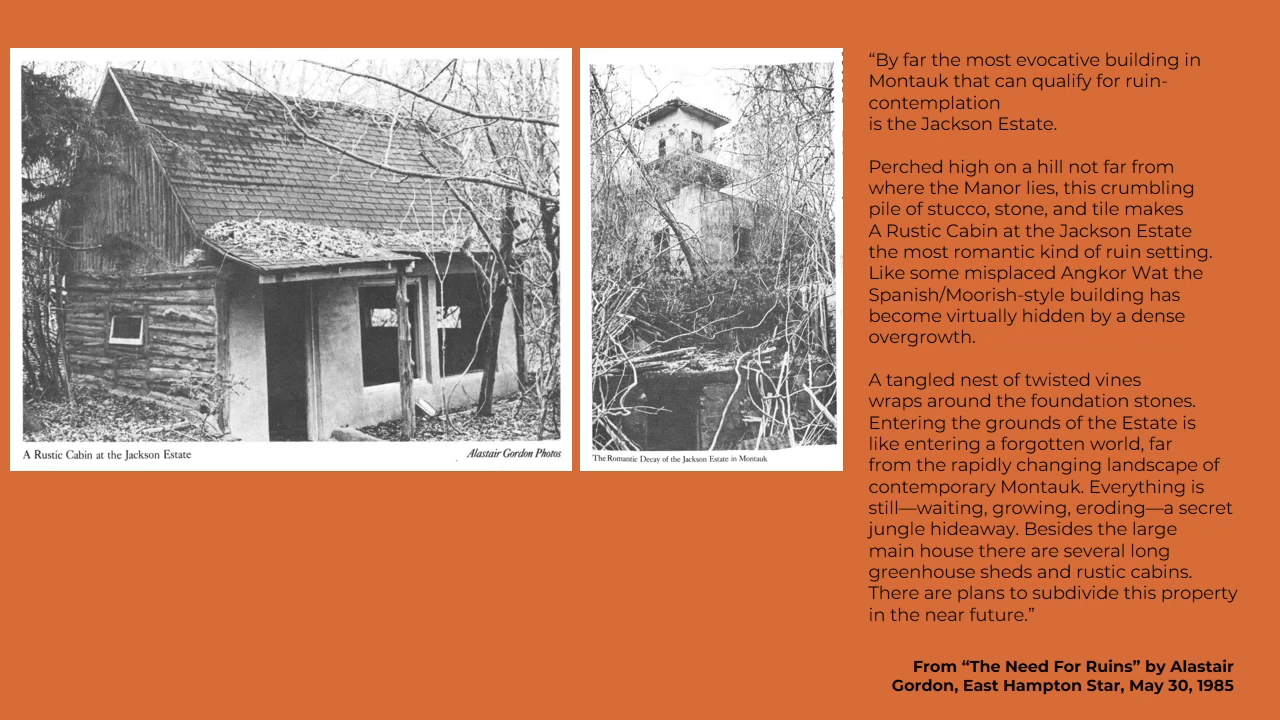 A Rustic Cabin at the Jackson Estate
Alastair Gordon Photos
The Romantic Decay of the Jackson Estate in Montauk
“By far the most evocative building in
Montauk that can qualify for ruin-
contemplation
is the Jackson Estate.
Perched high on a hill not far from
where the Manor lies, this crumbling
pile of stucco, stone, and tile makes
A Rustic Cabin at the Jackson Estate
the most romantic kind of ruin setting.
Like some misplaced Angkor Wat the
Spanish/Moorish-style building has
become virtually hidden by a dense
overgrowth.
A tangled nest of twisted vines
wraps around the foundation stones.
Entering the grounds of the Estate is
like entering a forgotten world, far
from the rapidly changing landscape of
contemporary Montauk. Everything is
still—waiting, growing, eroding—a secret
jungle hideaway. Besides the large
main house there are several long
greenhouse sheds and rustic cabins.
There are plans to subdivide this property
in the near future.”
From “The Need For Ruins” by Alastair
Gordon, East Hampton Star, May 30, 1985